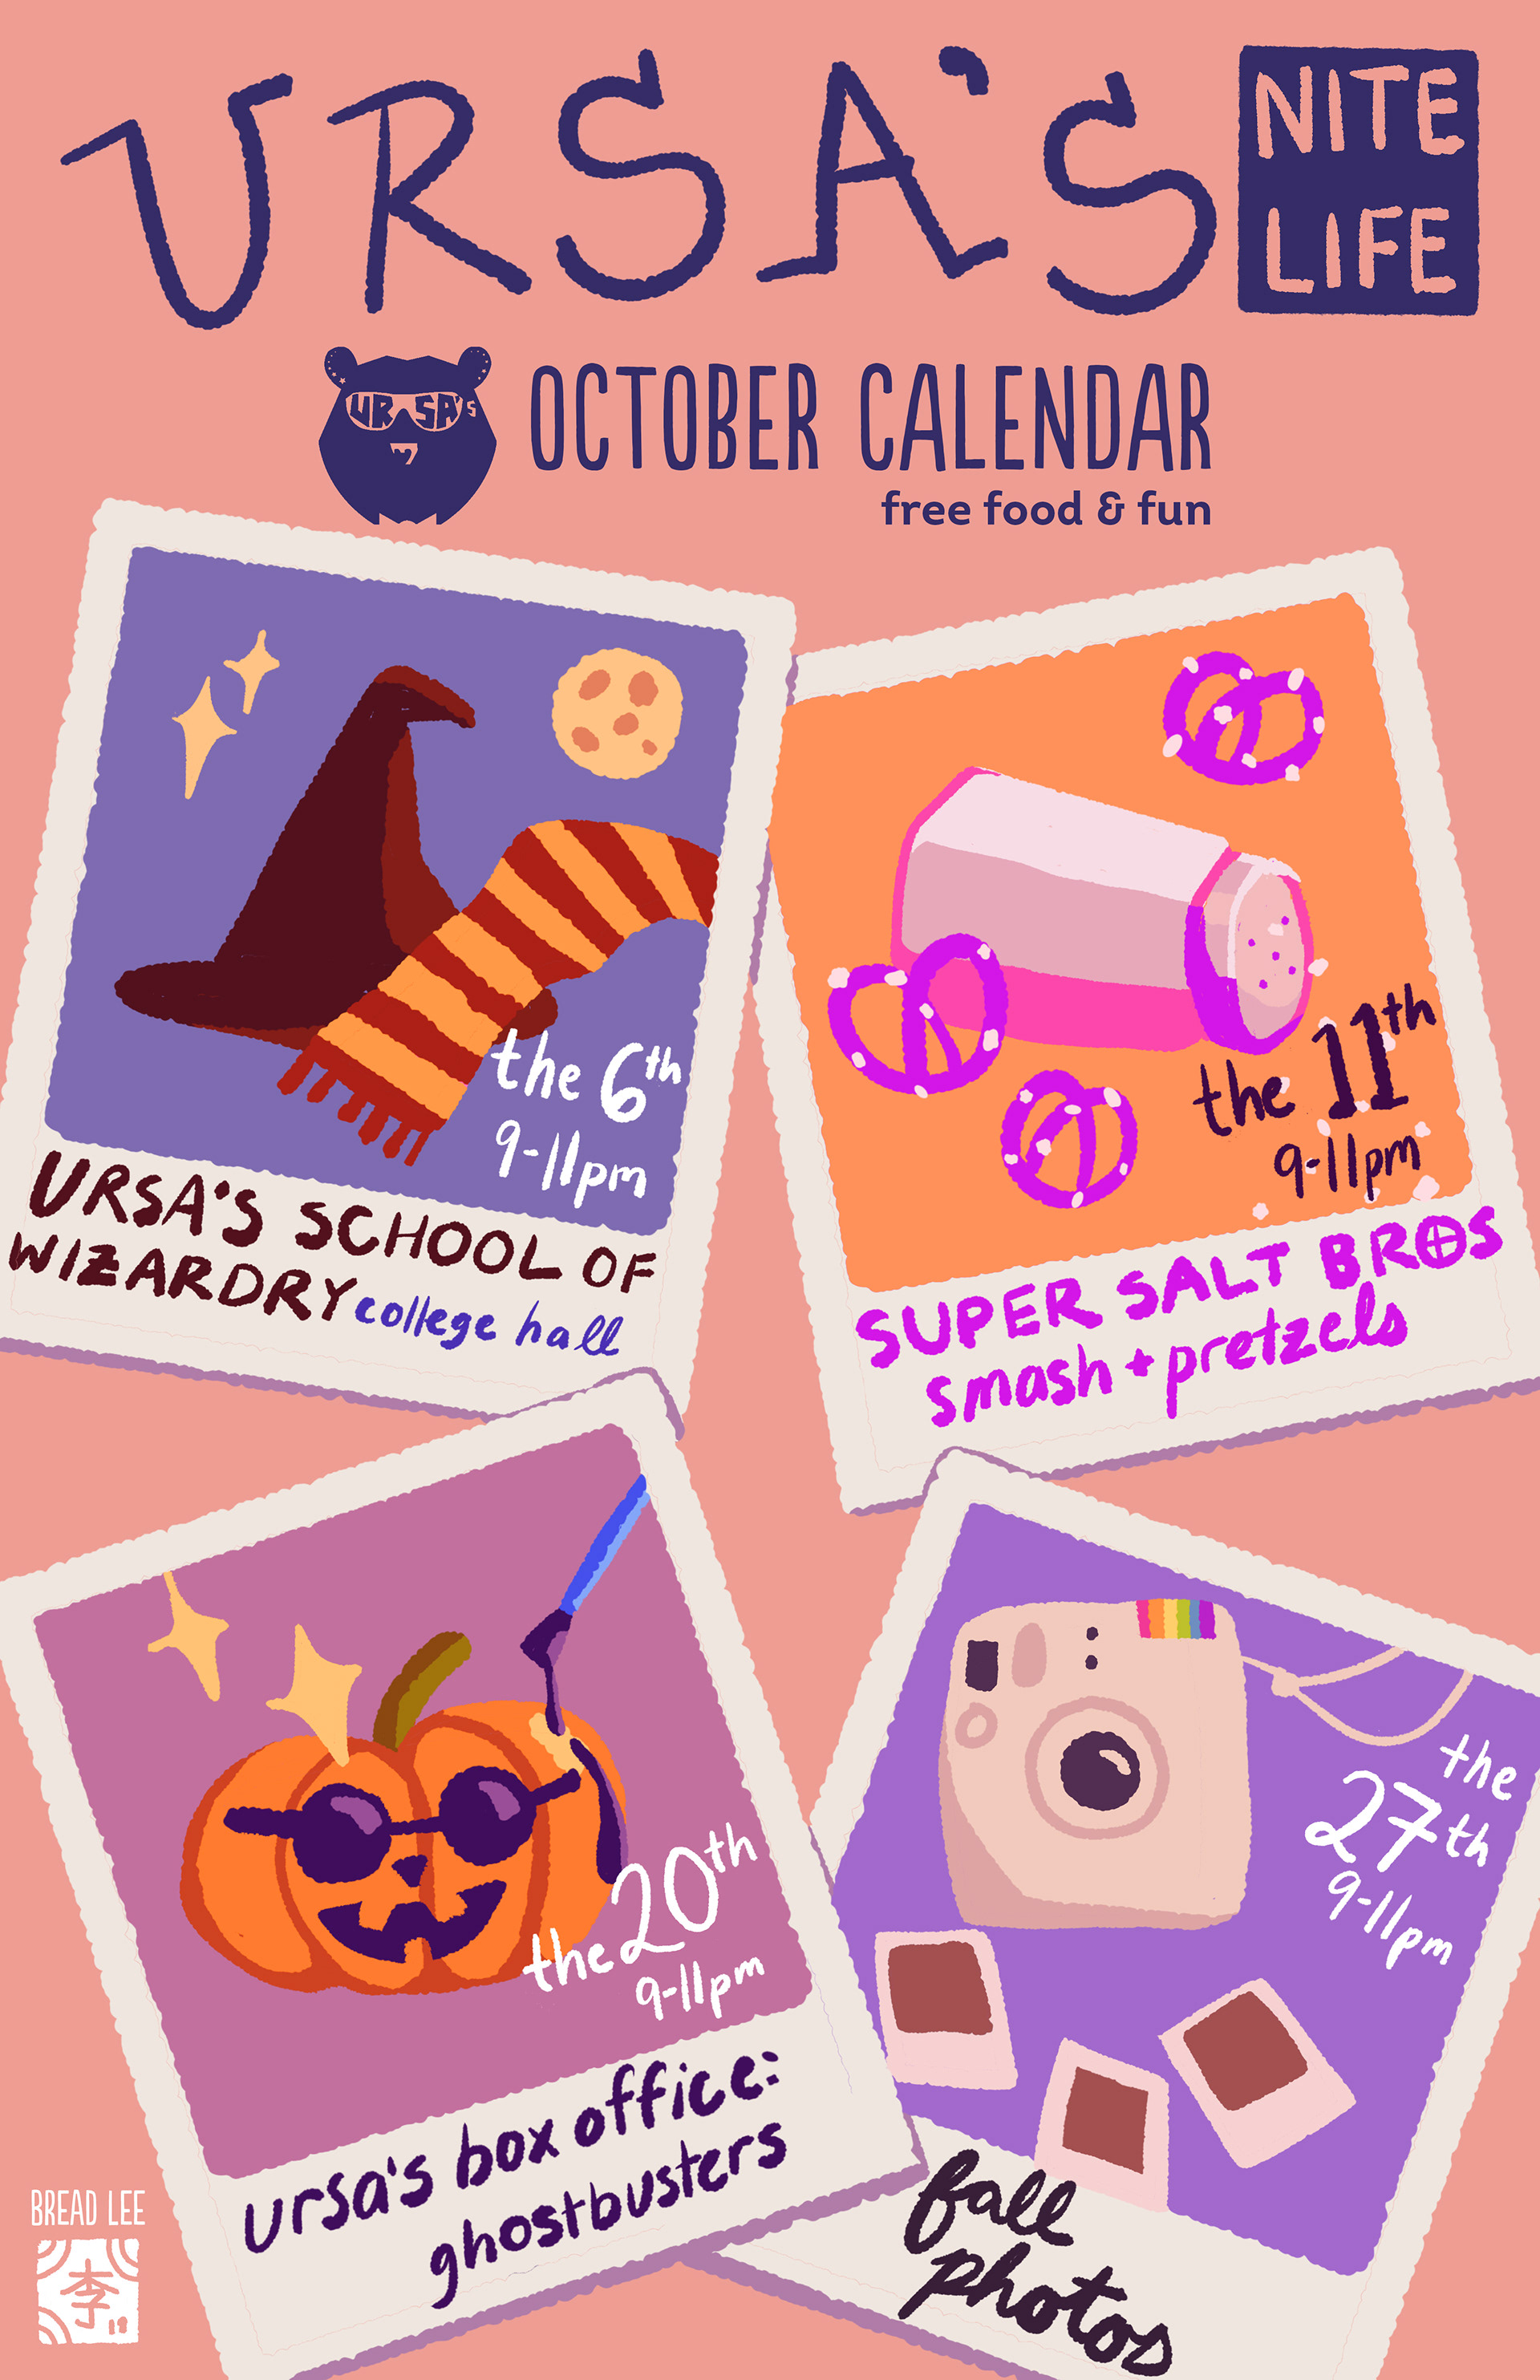 URSA'S
NITE
LIFE
URSA'S
OCTOBER CALENDAR
free food & fun
the 6th
9-11pm
URSA'S SCHOOL OF
WIZARDRY college hall
the 11th
9-11pm
SUPER SALT BROS
smash + pretzels
the 20th
9-11pm
ursa's box office:
ghostbusters
the
27th
9-11pm
fall
photos
BREAD LEE
李